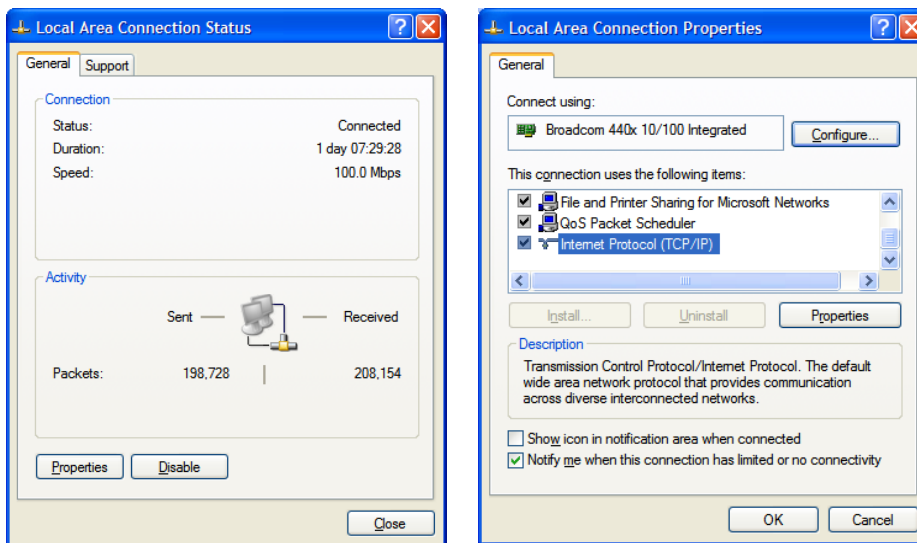 Local Area Connection Status
General Support
Connection
Status: Connected
Duration: 1 day 07:29:28
Speed: 100.0 Mbps
Activity
Sent Received
Packets: 198,728 208,154
Properties Disable
Close
Local Area Connection Properties
General
Connect using:
Broadcom 440x 10/100 Integrated Configure...
This connection uses the following items:
File and Printer Sharing for Microsoft Networks
QoS Packet Scheduler
Internet Protocol (TCP/IP)
Install... Uninstall Properties
Description
Transmission Control Protocol/Internet Protocol. The default
wide area network protocol that provides communication
across diverse interconnected networks.
Show icon in notification area when connected
Notify me when this connection has limited or no connectivity
OK Cancel